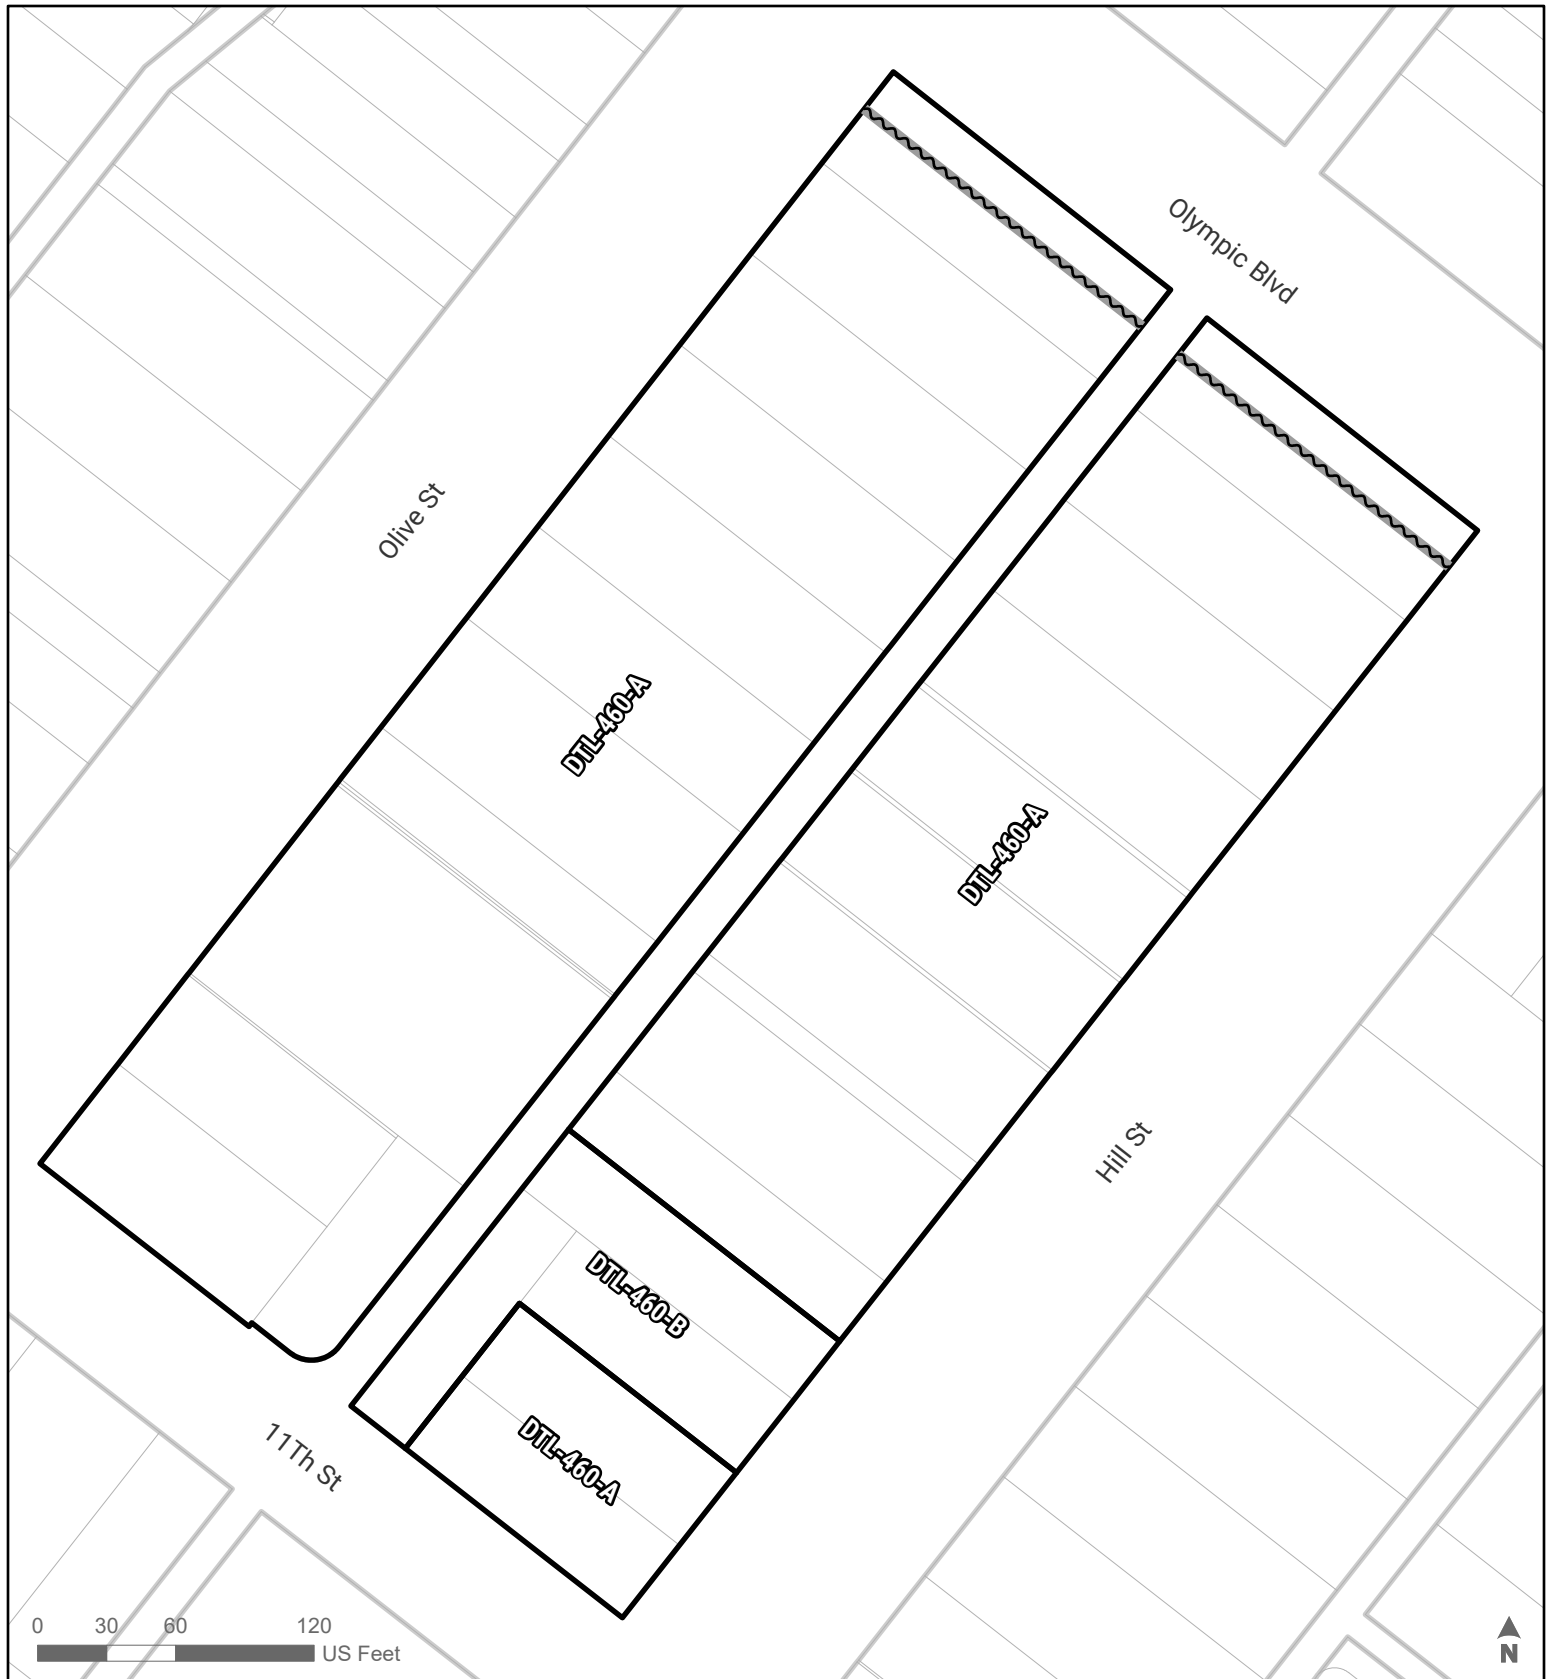 Olympic Blvd
Olive St
DTL-460-A
DTL-460-A
Hill St
DTL-460-B
DTL-460-A
11Th St
0 30 60 120
US Feet
N